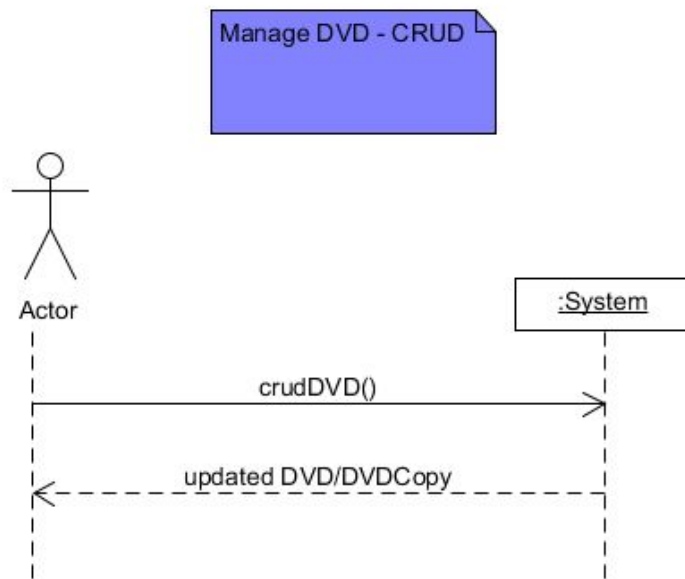 Manage DVD - CRUD
Actor
:System
crudDVD()
updated DVD/DVDCopy